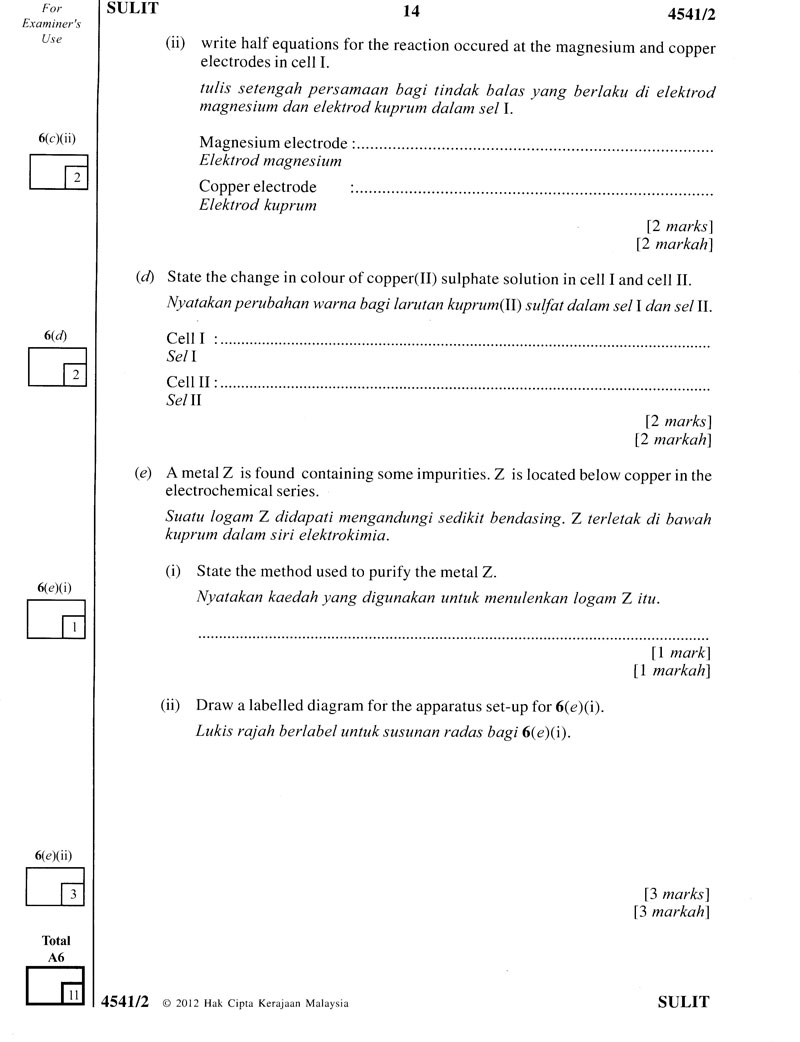 For
Examiner's
Use
SULIT 14 4541/2
(ii) write half equations for the reaction occured at the magnesium and copper
electrodes in cell I.
tulis setengah persamaan bagi tindak balas yang berlaku di elektrod
magnesium dan elektrod kuprum dalam sel I.
6(c)(ii)
2
Magnesium electrode :................................................................................
Elektrod magnesium
Copper electrode :................................................................................
Elektrod kuprum
[2 marks]
[2 markah]
(d) State the change in colour of copper(II) sulphate solution in cell I and cell II.
Nyatakan perubahan warna bagi larutan kuprum(II) sulfat dalam sel I dan sel II.
6(d)
2
Cell I :................................................................................
Sel I
Cell II :................................................................................
Sel II
[2 marks]
[2 markah]
(e) A metal Z is found containing some impurities. Z is located below copper in the
electrochemical series.
Suatu logam Z didapati mengandungi sedikit bendasing. Z terletak di bawah
kuprum dalam siri elektrokimia.
(i) State the method used to purify the metal Z.
Nyatakan kaedah yang digunakan untuk menulenkan logam Z itu.
6(e)(i)
1
................................................................................
[1 mark]
[1 markah]
(ii) Draw a labelled diagram for the apparatus set-up for 6(e)(i).
Lukis rajah berlabel untuk susunan radas bagi 6(e)(i).
6(e)(ii)
3
[3 marks]
[3 markah]
Total
A6
11
4541/2 © 2012 Hak Cipta Kerajaan Malaysia SULIT